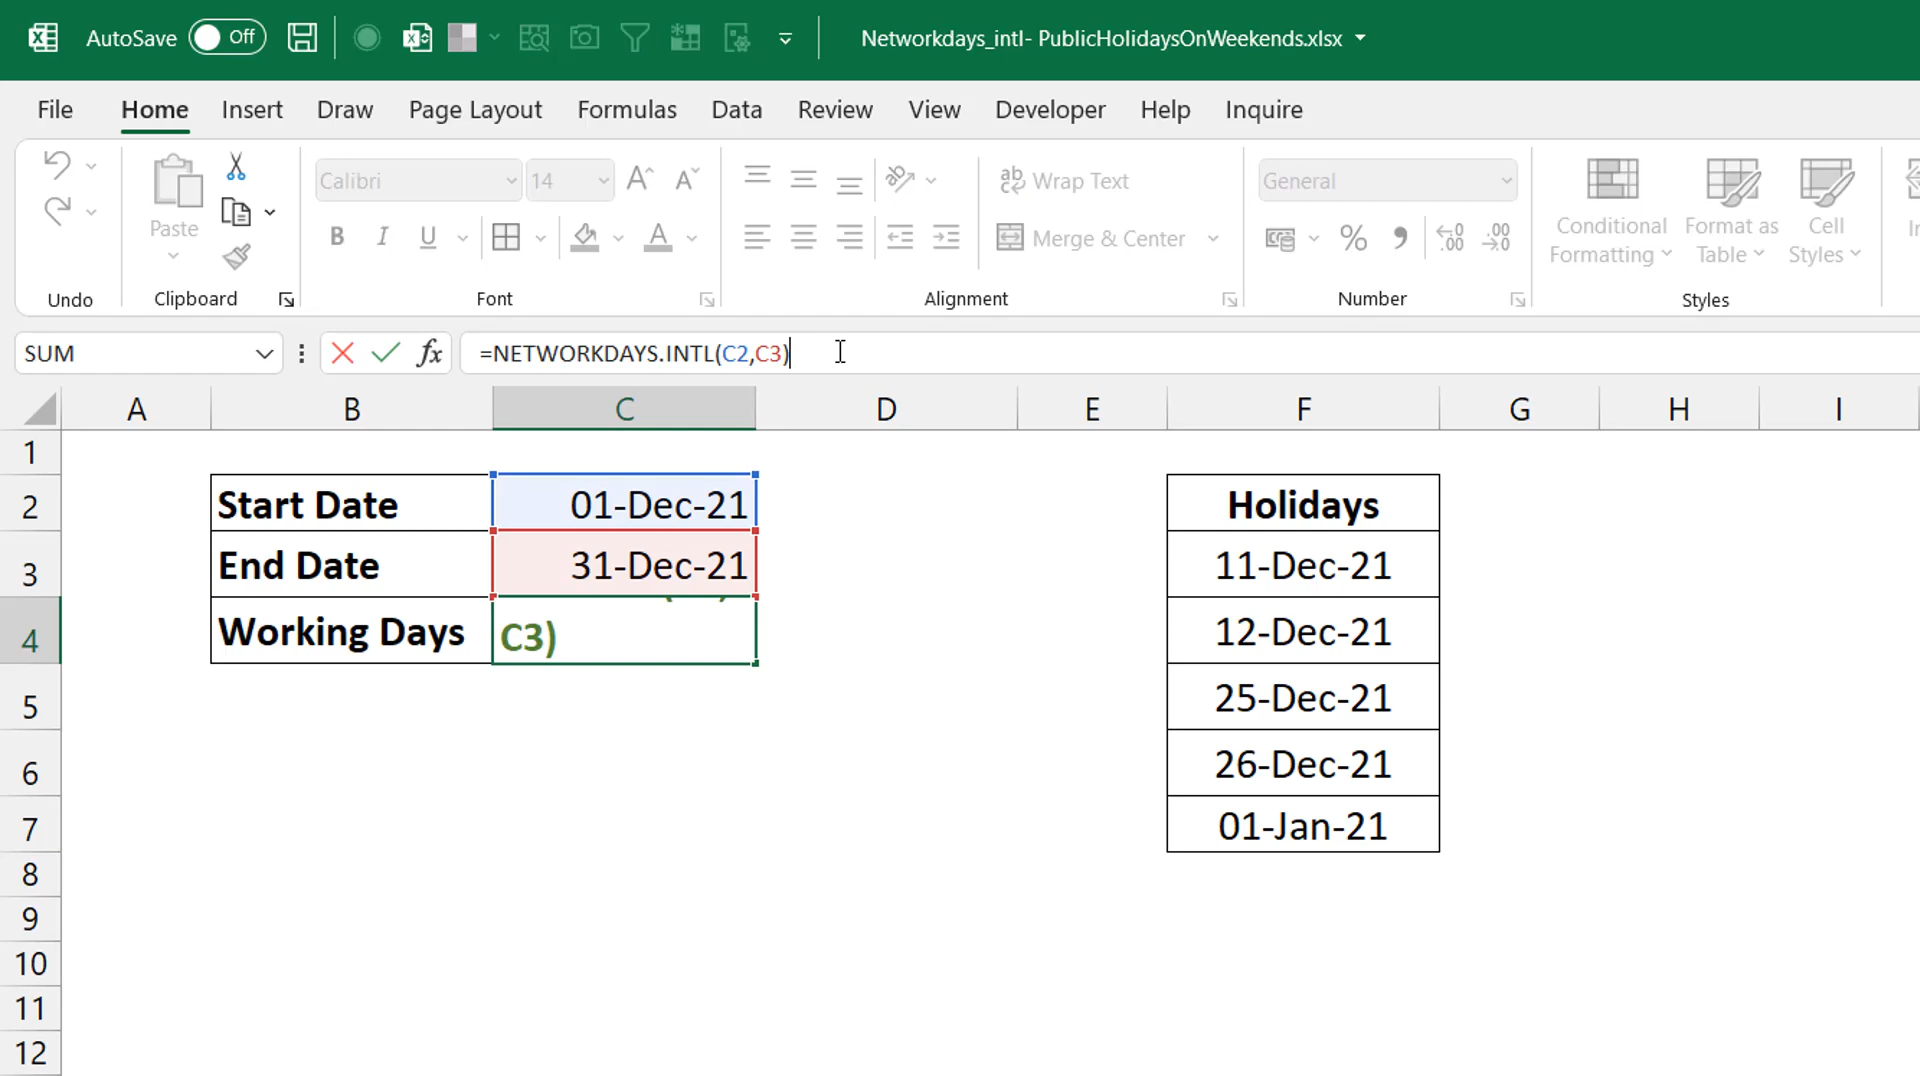 AutoSave Off Networkdays_intl- PublicHolidaysOnWeekends.xlsx
File Home Insert Draw Page Layout Formulas Data Review View Developer Help Inquire
Calibri 14 Wrap Text General
Paste Conditional Format as Cell
B I U A Merge & Center % Formatting Table Styles
Undo Clipboard Font Alignment Number Styles
SUM fx =NETWORKDAYS.INTL(C2,C3)
A B C D E F G H I
1
2 Start Date 01-Dec-21 Holidays
3 End Date 31-Dec-21 11-Dec-21
4 Working Days C3) 12-Dec-21
5 25-Dec-21
6 26-Dec-21
7 01-Jan-21
8
9
10
11
12